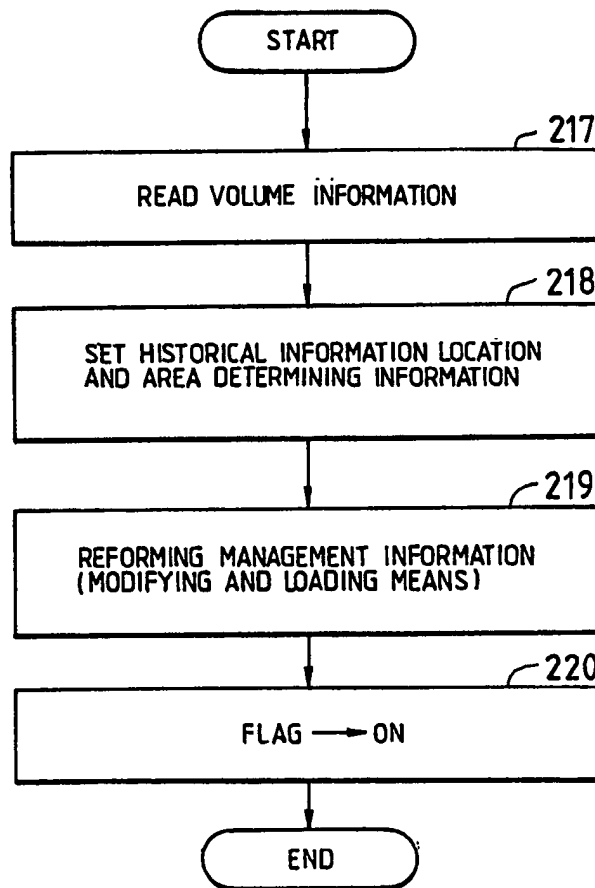 START
217
READ VOLUME INFORMATION
218
SET HISTORICAL INFORMATION LOCATION
AND AREA DETERMINING INFORMATION
219
REFORMING MANAGEMENT INFORMATION
(MODIFYING AND LOADING MEANS)
220
FLAG → ON
END